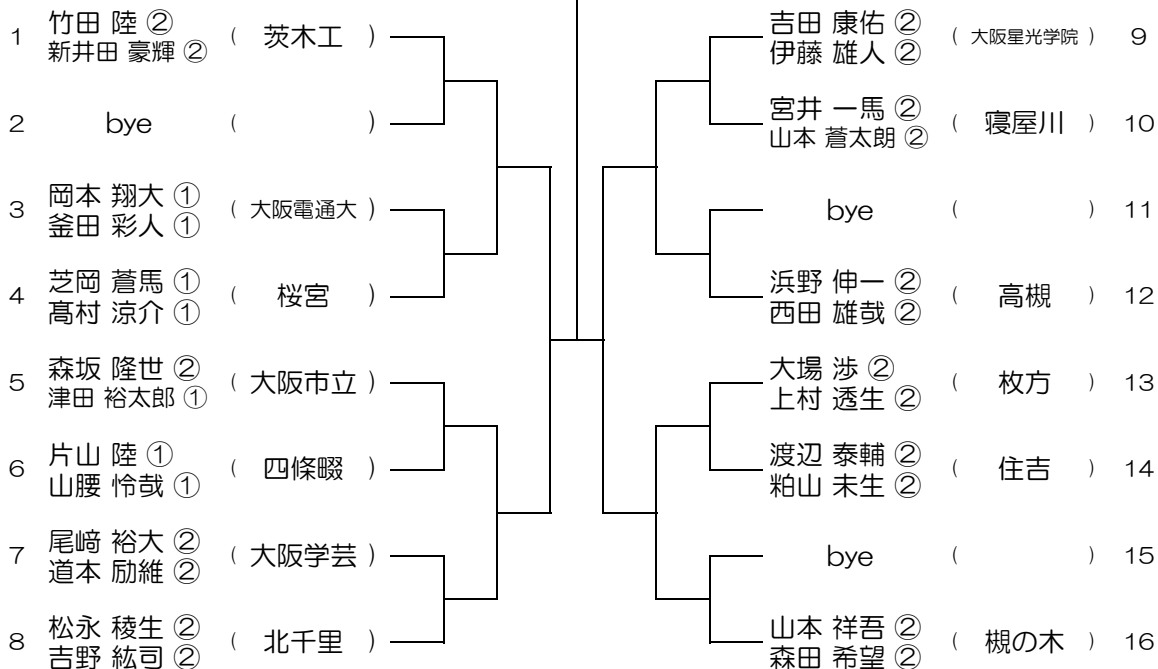 1 竹田 陸 ② ( 茨木工 )
新井田 豪輝 ②
2 bye ( )
3 岡本 翔大 ① ( 大阪電通大 )
釜田 彩人 ①
4 芝岡 蒼馬 ① ( 桜宮 )
髙村 涼介 ①
5 森坂 隆世 ② ( 大阪市立 )
津田 裕太郎 ①
6 片山 陸 ① ( 四條畷 )
山腰 怜哉 ①
7 尾﨑 裕大 ② ( 大阪学芸 )
道本 励維 ②
8 松永 稜生 ② ( 北千里 )
吉野 紘司 ②
吉田 康佑 ② ( 大阪星光学院 ) 9
伊藤 雄人 ②
宮井 一馬 ② ( 寝屋川 ) 10
山本 蒼太朗 ②
bye ( ) 11
浜野 伸一 ② ( 高槻 ) 12
西田 雄哉 ②
大場 渉 ② ( 枚方 ) 13
上村 透生 ②
渡辺 泰輔 ② ( 住吉 ) 14
粕山 未生 ②
bye ( ) 15
山本 祥吾 ② ( 槻の木 ) 16
森田 希望 ②